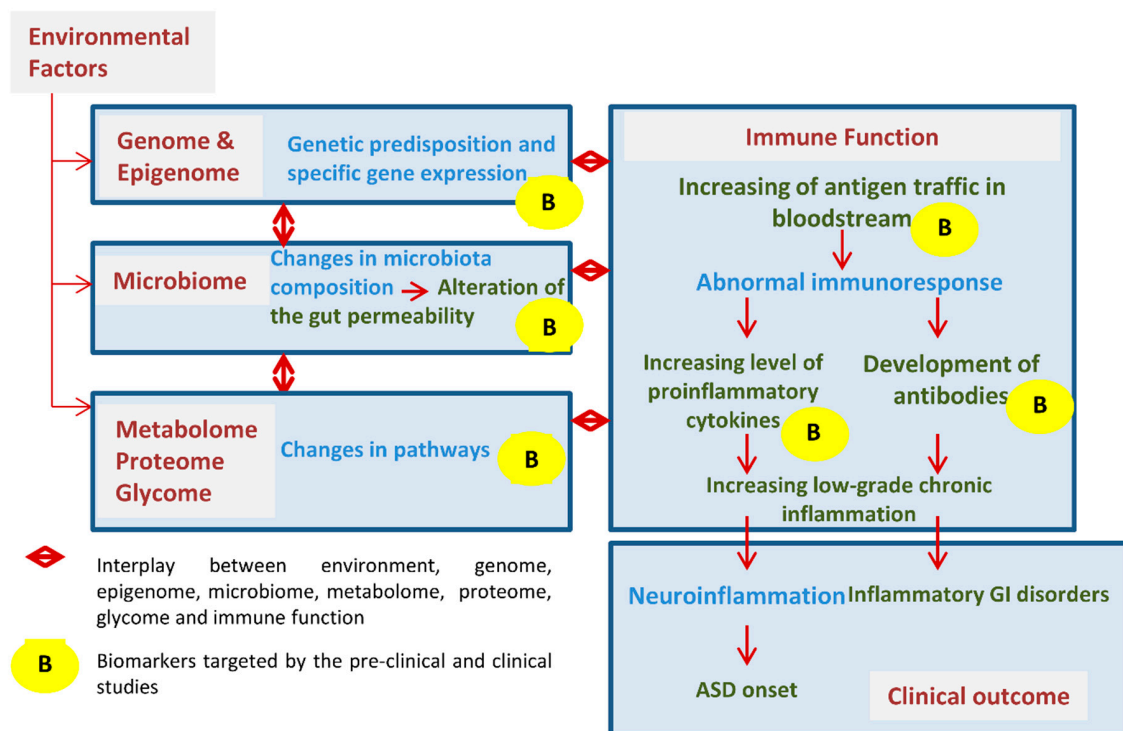 Environmental
Factors
Genome &
Epigenome
Genetic predisposition and
specific gene expression
B
Microbiome
Changes in microbiota
composition
Alteration of
the gut permeability
B
Metabolome
Proteome
Glycome
Changes in pathways
B
Immune Function
Increasing of antigen traffic in
bloodstream
B
Abnormal immunoresponse
Increasing level of
proinflammatory
cytokines
B
Development of
antibodies
B
Increasing low-grade chronic
inflammation
Neuroinflammation
Inflammatory GI disorders
ASD onset
Clinical outcome
Interplay between environment, genome,
epigenome, microbiome, metabolome, proteome,
glycome and immune function
B
Biomarkers targeted by the pre-clinical and clinical
studies